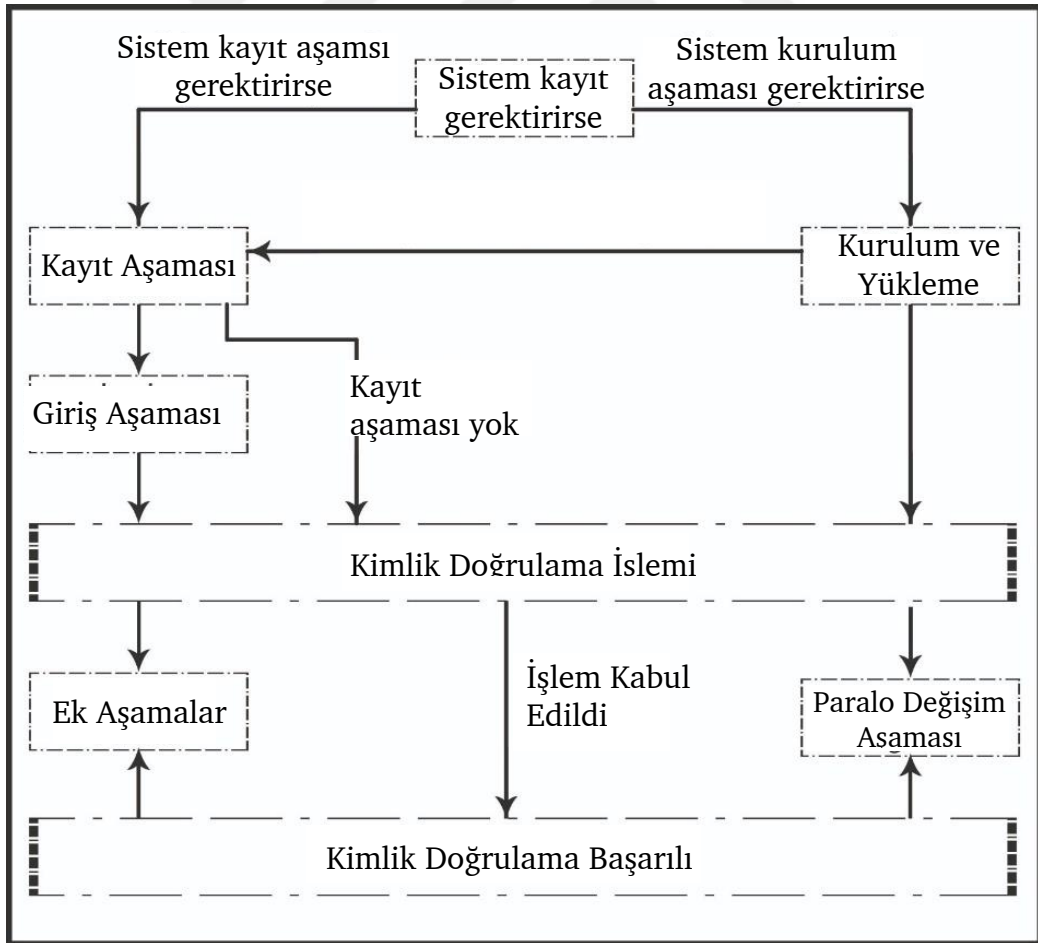 Sistem kayıt aşamsı
gerektirirse
Sistem kayıt
gerektirirse
Sistem kurulum
aşaması gerektirirse
Kayıt Aşaması
Kurulum ve
Yükleme
Giriş Aşaması
Kayıt
aşaması yok
Kimlik Doğrulama İslemi
İşlem Kabul
Edildi
Ek Aşamalar
Paralo Değişim
Aşaması
Kimlik Doğrulama Başarılı